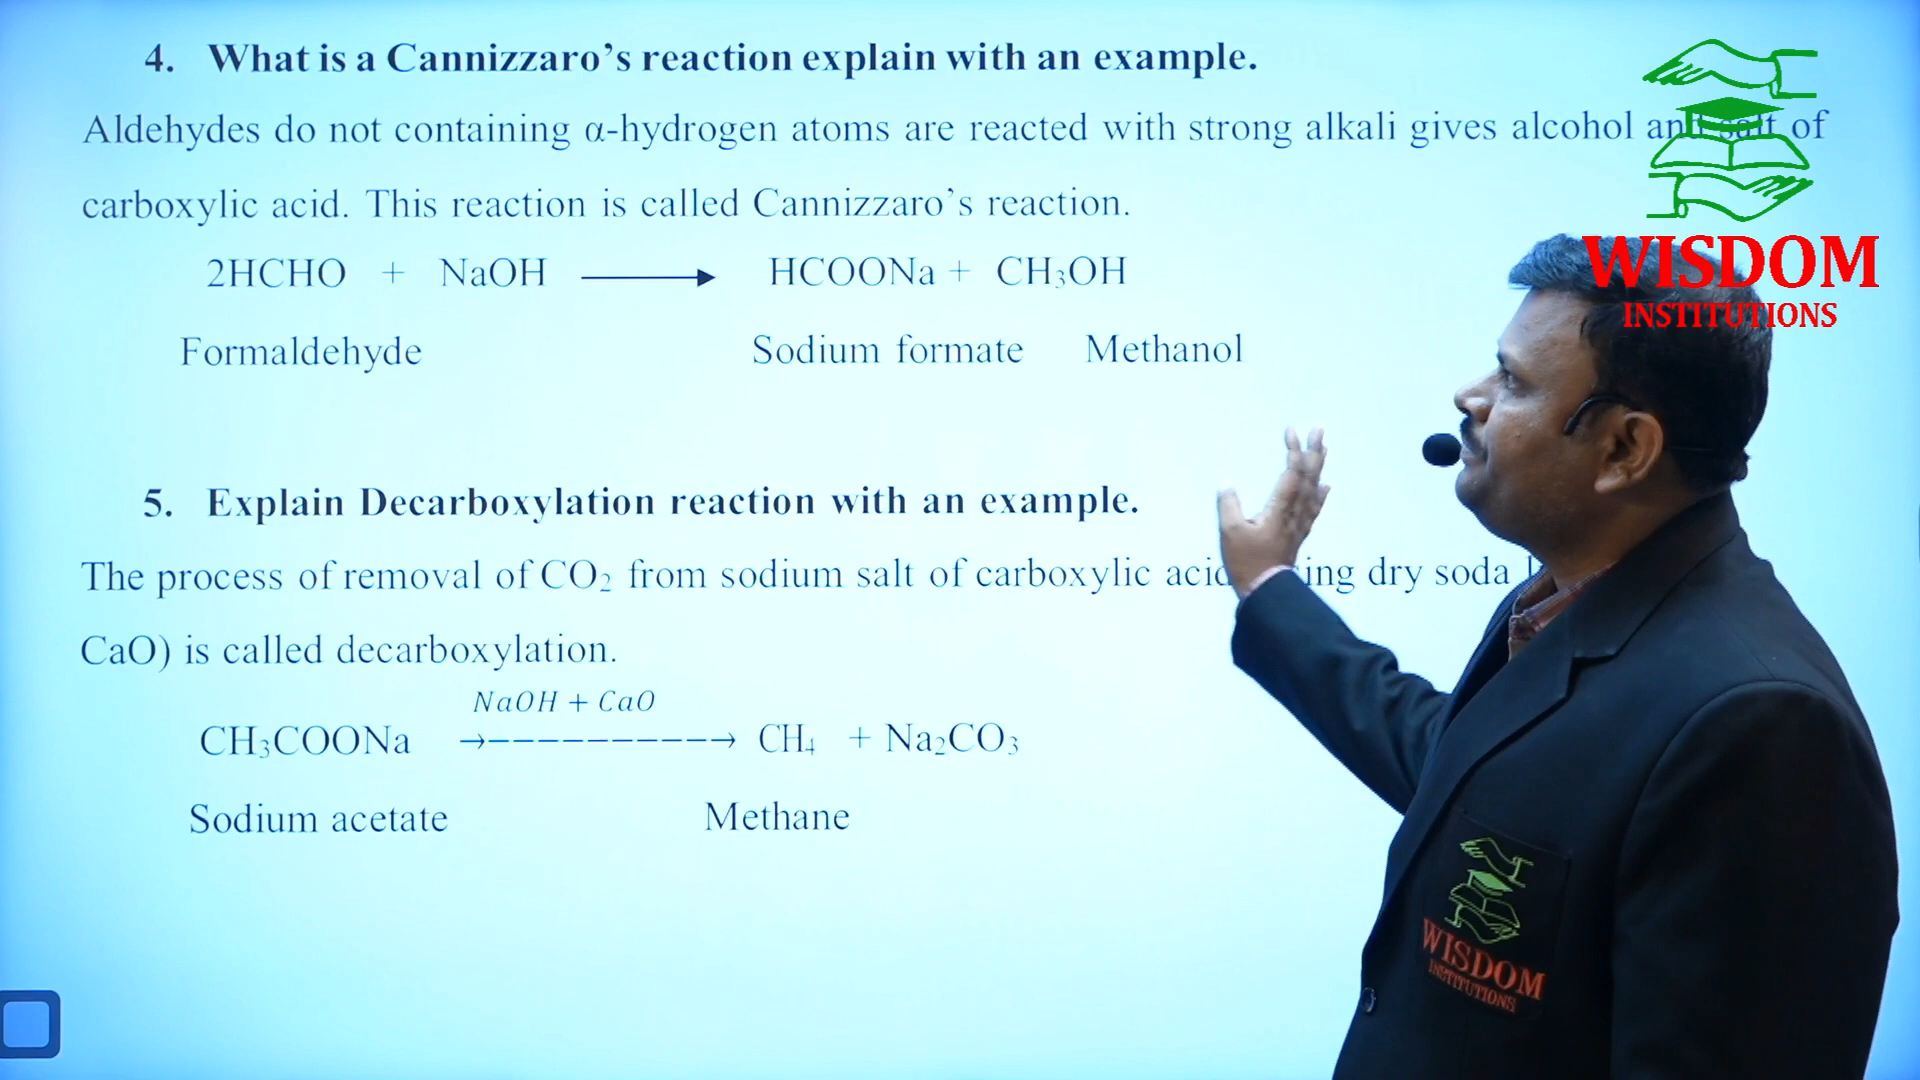 4. What is a Cannizzaro’s reaction explain with an example.
Aldehydes do not containing α-hydrogen atoms are reacted with strong alkali gives alcohol and salt of
carboxylic acid. This reaction is called Cannizzaro’s reaction.
2HCHO + NaOH ⟶ HCOONa + CH₃OH
Formaldehyde Sodium formate Methanol
5. Explain Decarboxylation reaction with an example.
The process of removal of CO₂ from sodium salt of carboxylic dry soda
CaO) is called decarboxylation.
NaOH + CaO
CH₃COONa →----------→ CH₄ + Na₂CO₃
Sodium acetate Methane
WISDOM
INSTITUTIONS
WISDOM
INSTITUTIONS